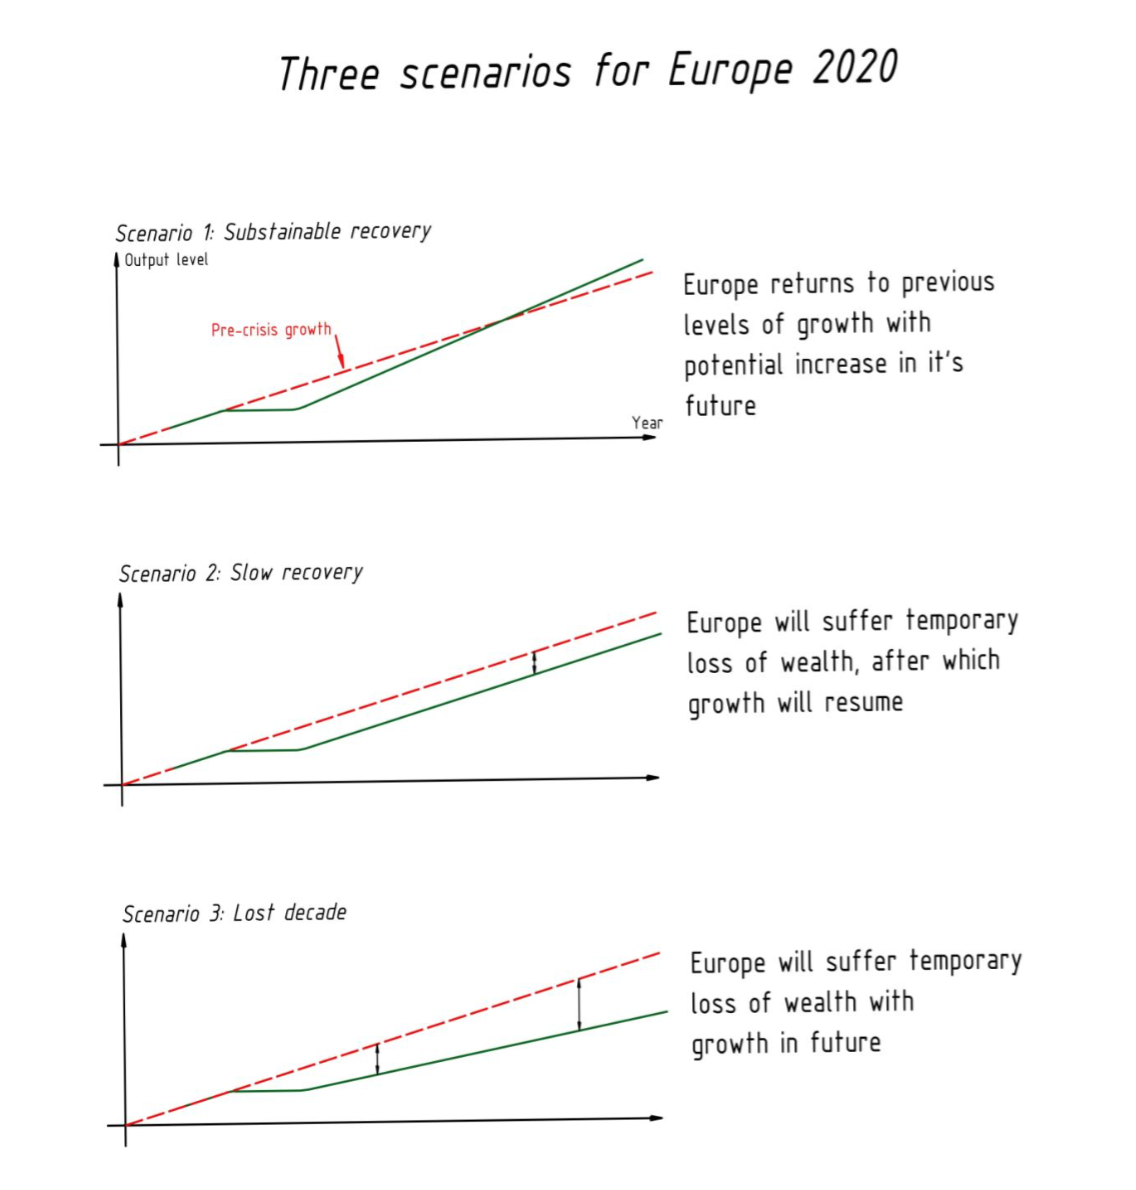 Three scenarios for Europe 2020
Scenario 1: Substainable recovery
Output level
Pre-crisis growth
Year
Europe returns to previous
levels of growth with
potential increase in it's
future
Scenario 2: Slow recovery
Europe will suffer temporary
loss of wealth, after which
growth will resume
Scenario 3: Lost decade
Europe will suffer temporary
loss of wealth with
growth in future